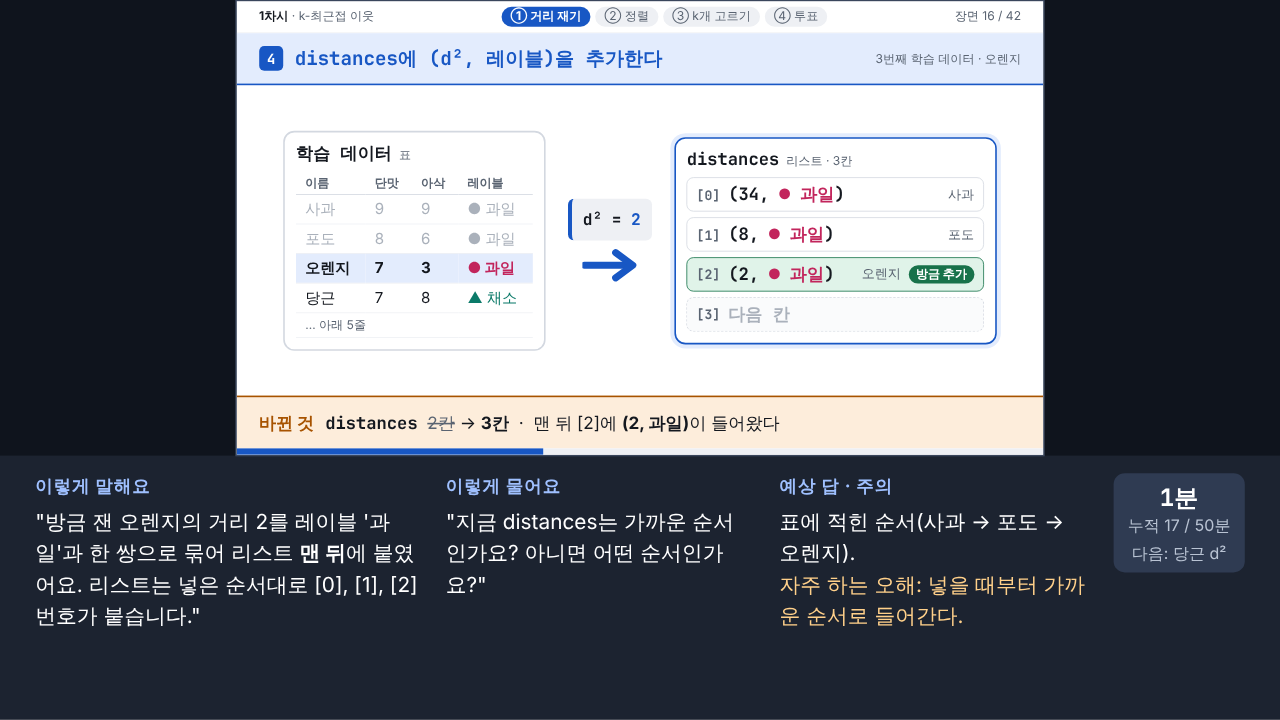 1차시 · k-최근접 이웃
① 거리 재기 ② 정렬 ③ k개 고르기 ④ 투표
장면 16 / 42
4 distances에 (d², 레이블)을 추가한다
3번째 학습 데이터 · 오렌지
학습 데이터 표
이름 단맛 아삭 레이블
사과 9 9 ● 과일
포도 8 6 ● 과일
오렌지 7 3 ● 과일
당근 7 8 ▲ 채소
... 아래 5줄
d² = 2
distances 리스트 · 3칸
[0] (34, ● 과일) 사과
[1] (8, ● 과일) 포도
[2] (2, ● 과일) 오렌지 방금 추가
[3] 다음 칸
바뀐 것 distances 2칸 → 3칸 · 맨 뒤 [2]에 (2, 과일)이 들어왔다
이렇게 말해요
"방금 잰 오렌지의 거리 2를 레이블 '과
일'과 한 쌍으로 묶어 리스트 맨 뒤에 붙였
어요. 리스트는 넣은 순서대로 [0], [1], [2]
번호가 붙습니다."
이렇게 물어요
"지금 distances는 가까운 순서
인가요? 아니면 어떤 순서인가
요?"
예상 답 · 주의
표에 적힌 순서(사과 → 포도 →
오렌지).
자주 하는 오해: 넣을 때부터 가까
운 순서로 들어간다.
1분
누적 17 / 50분
다음: 당근 d²